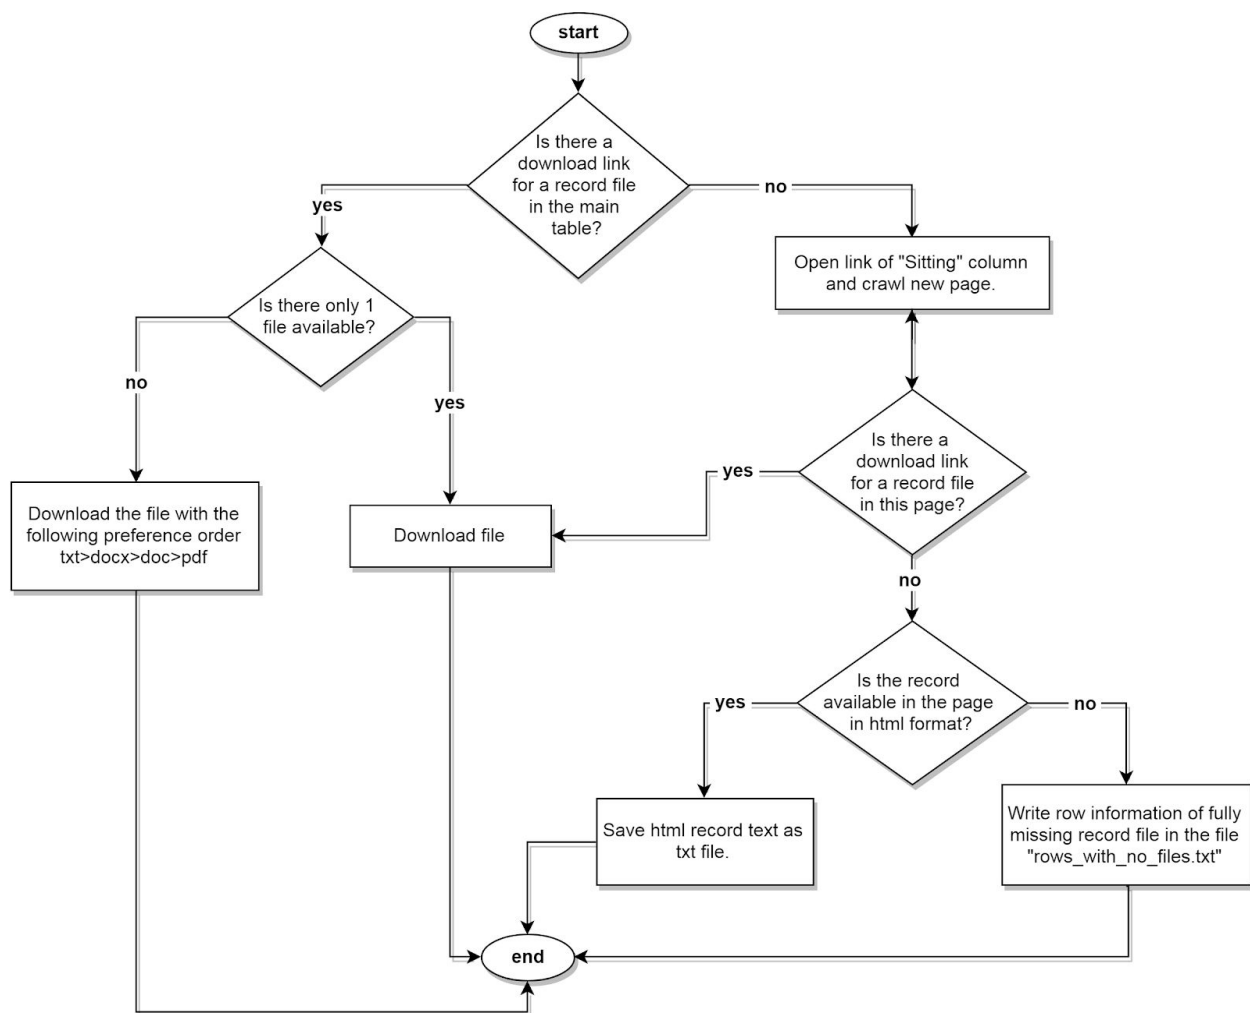 start
Is there a
download link
for a record file
in the main
table?
yes
no
Open link of "Sitting" column
and crawl new page.
Is there only 1
file available?
no
yes
Is there a
download link
for a record file
in this page?
yes
no
Download the file with the
following preference order
txt>docx>doc>pdf
Download file
Is the record
available in the page
in html format?
yes
no
Save html record text as
txt file.
Write row information of fully
missing record file in the file
"rows_with_no_files.txt"
end